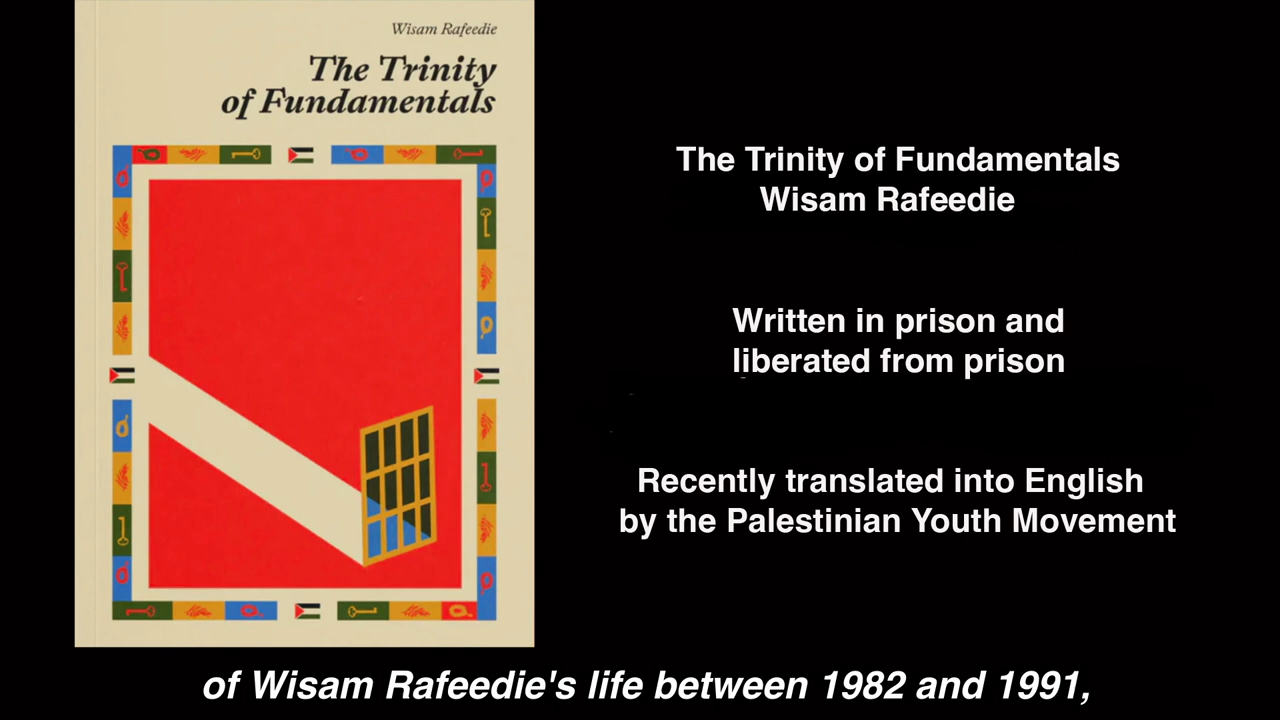 Wisam Rafeedie
The Trinity
of Fundamentals
The Trinity of Fundamentals
Wisam Rafeedie
Written in prison and
liberated from prison
Recently translated into English
by the Palestinian Youth Movement
of Wisam Rafeedie's life between 1982 and 1991,